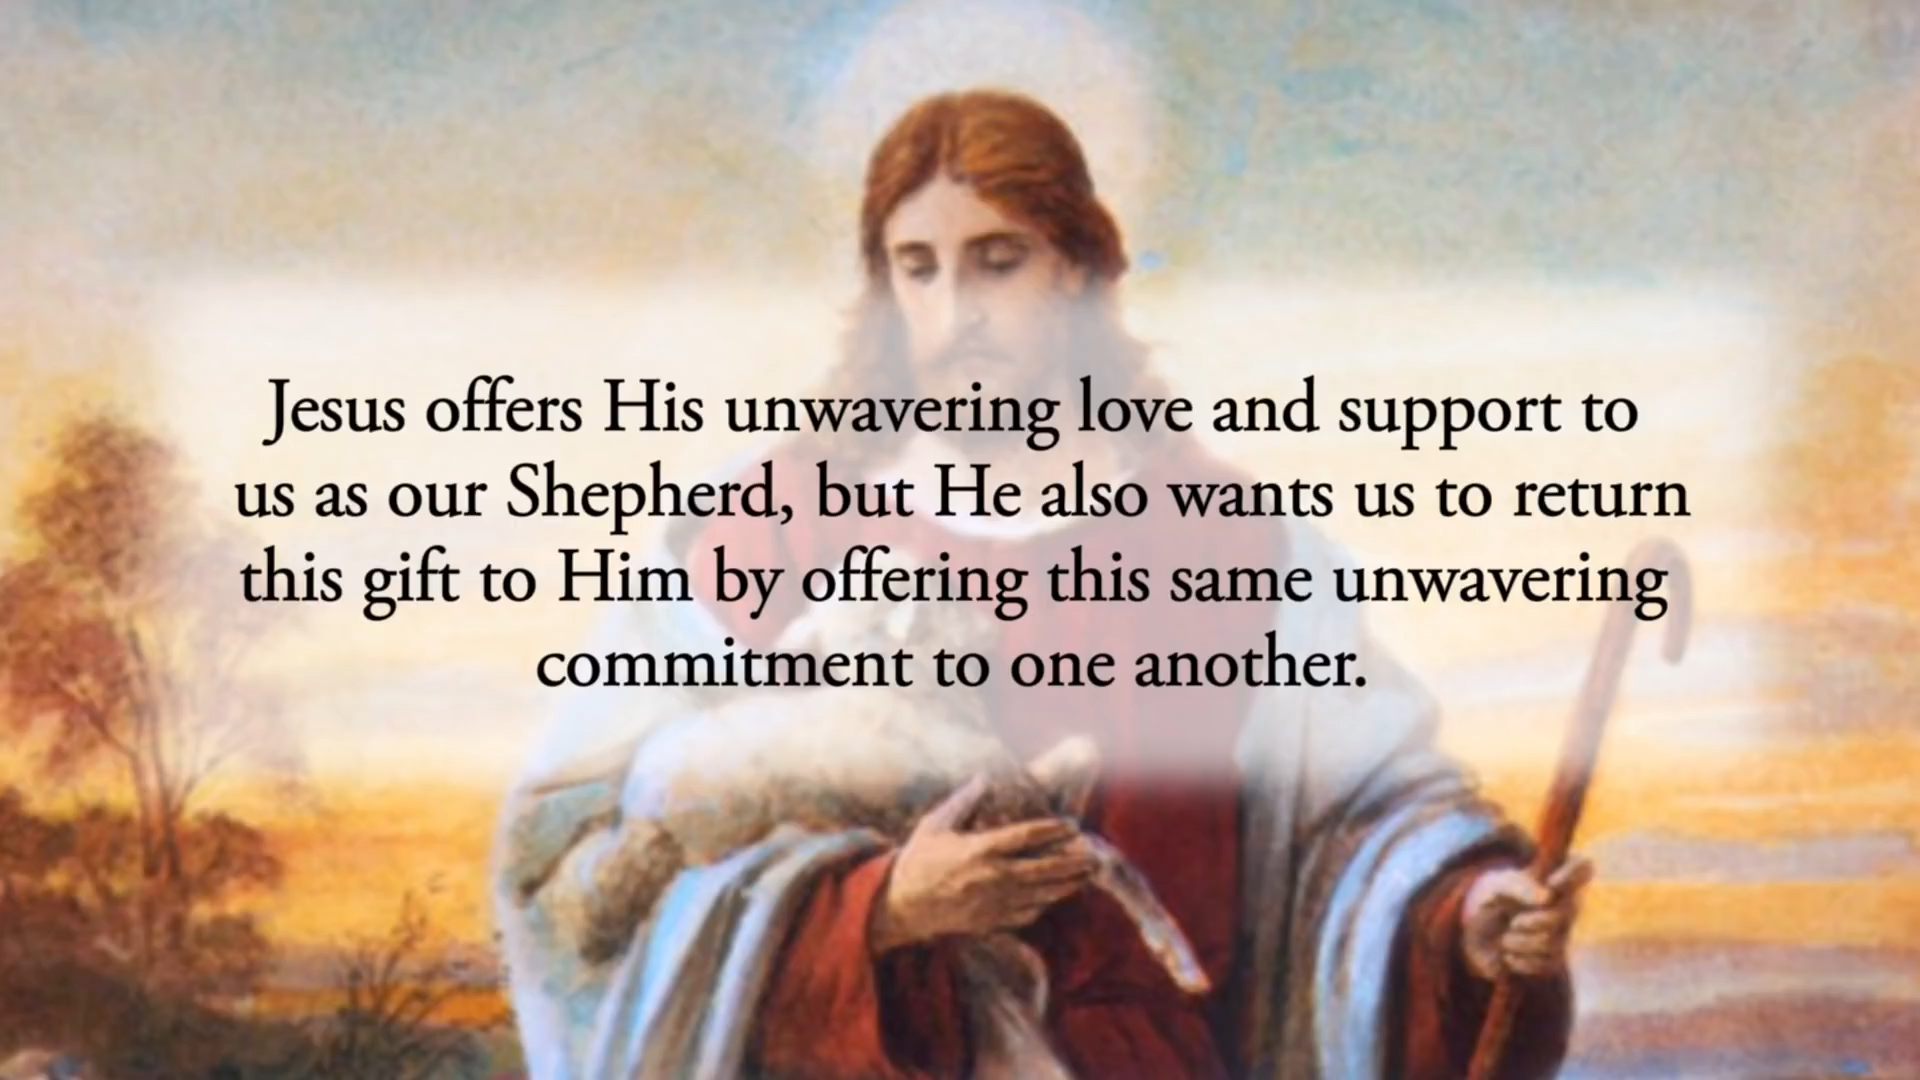 Jesus offers His unwavering love and support to
us as our Shepherd, but He also wants us to return
this gift to Him by offering this same unwavering
commitment to one another.